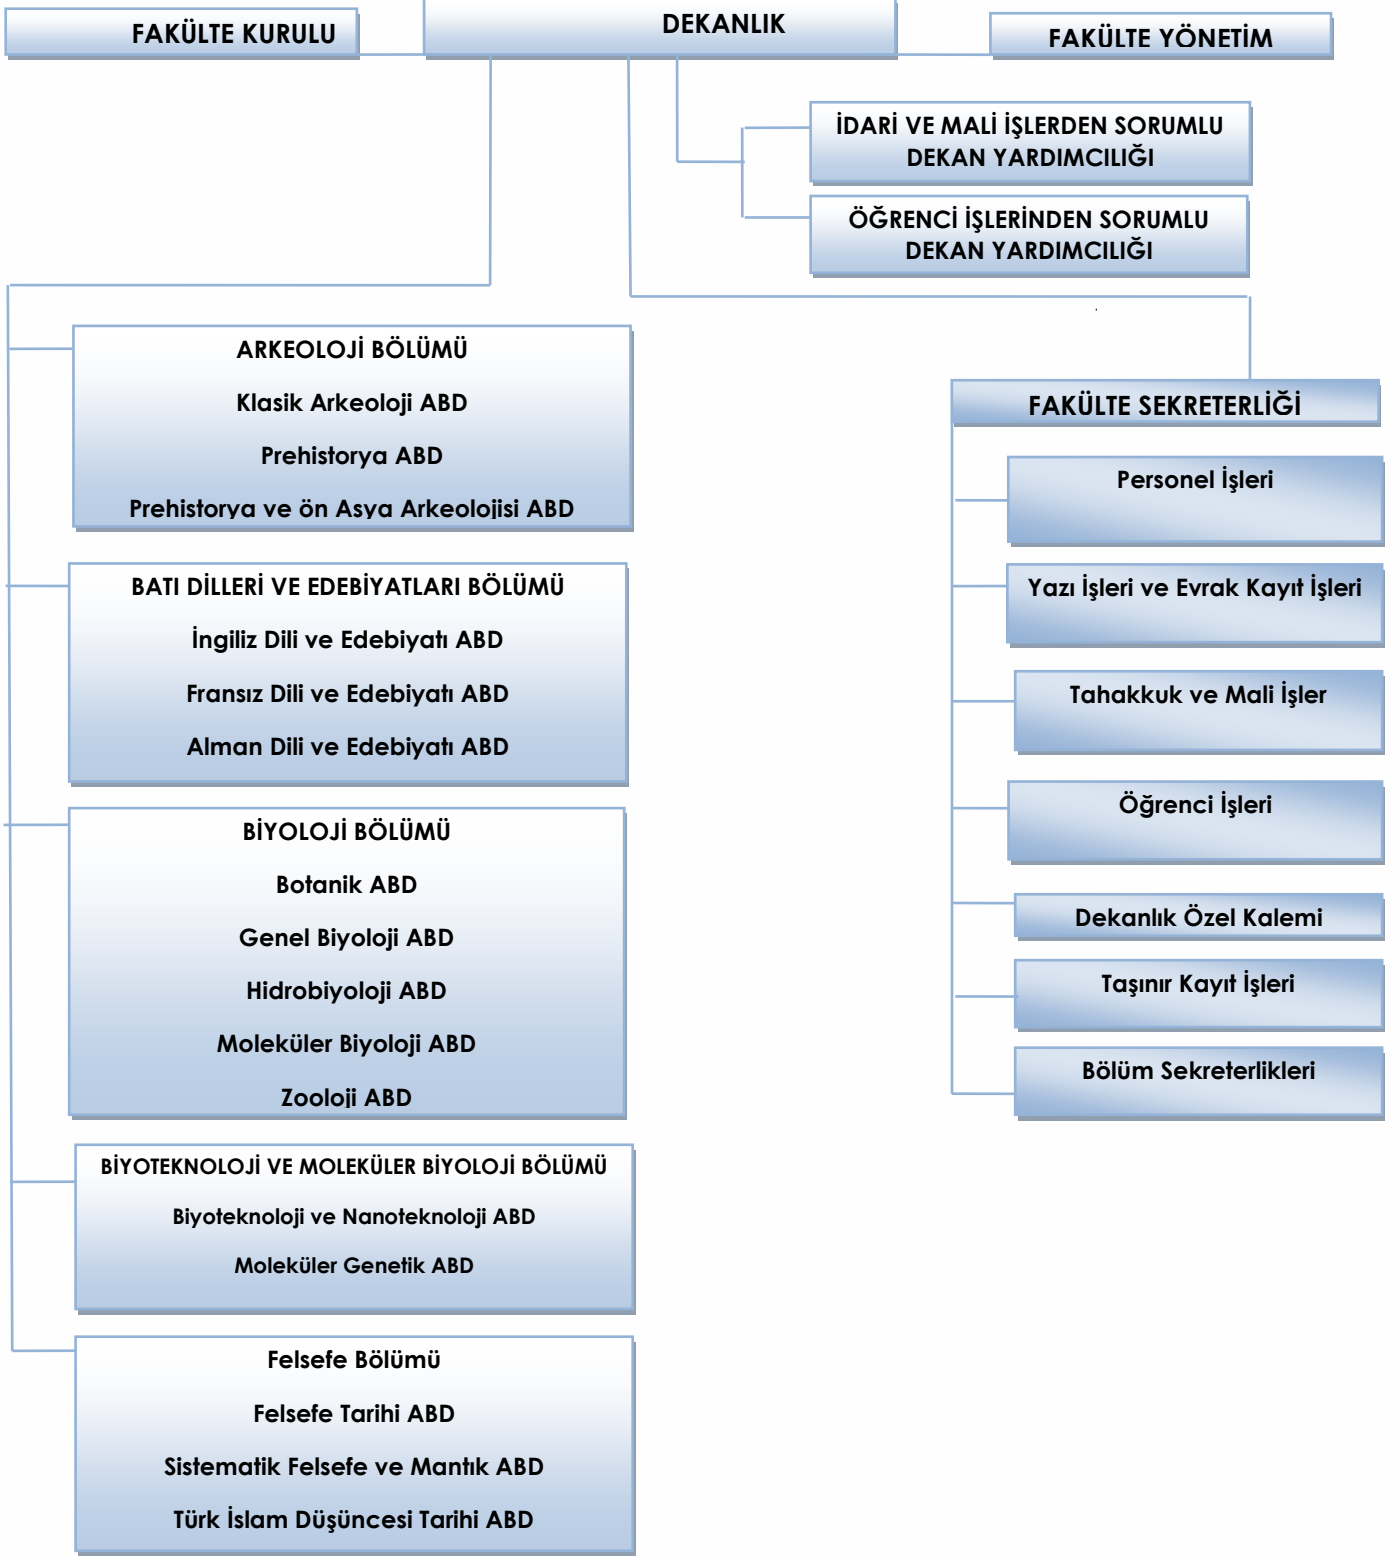 FAKÜLTE KURULU
DEKANLIK
FAKÜLTE YÖNETİM
İDARİ VE MALİ İŞLERDEN SORUMLU
DEKAN YARDIMCILIĞI
ÖĞRENCİ İŞLERİNDEN SORUMLU
DEKAN YARDIMCILIĞI
ARKEOLOJİ BÖLÜMÜ
Klasik Arkeoloji ABD
Prehistorya ABD
Prehistorya ve ön Asya Arkeolojisi ABD
BATI DİLLERİ VE EDEBİYATLARI BÖLÜMÜ
İngiliz Dili ve Edebiyatı ABD
Fransız Dili ve Edebiyatı ABD
Alman Dili ve Edebiyatı ABD
BİYOLOJİ BÖLÜMÜ
Botanik ABD
Genel Biyoloji ABD
Hidrobiyoloji ABD
Moleküler Biyoloji ABD
Zooloji ABD
BİYOTEKNOLOJİ VE MOLEKÜLER BİYOLOJİ BÖLÜMÜ
Biyoteknoloji ve Nanoteknoloji ABD
Moleküler Genetik ABD
Felsefe Bölümü
Felsefe Tarihi ABD
Sistematik Felsefe ve Mantık ABD
Türk İslam Düşüncesi Tarihi ABD
FAKÜLTE SEKRETERLİĞİ
Personel İşleri
Yazı İşleri ve Evrak Kayıt İşleri
Tahakkuk ve Mali İşler
Öğrenci İşleri
Dekanlık Özel Kalemi
Taşınır Kayıt İşleri
Bölüm Sekreterlikleri